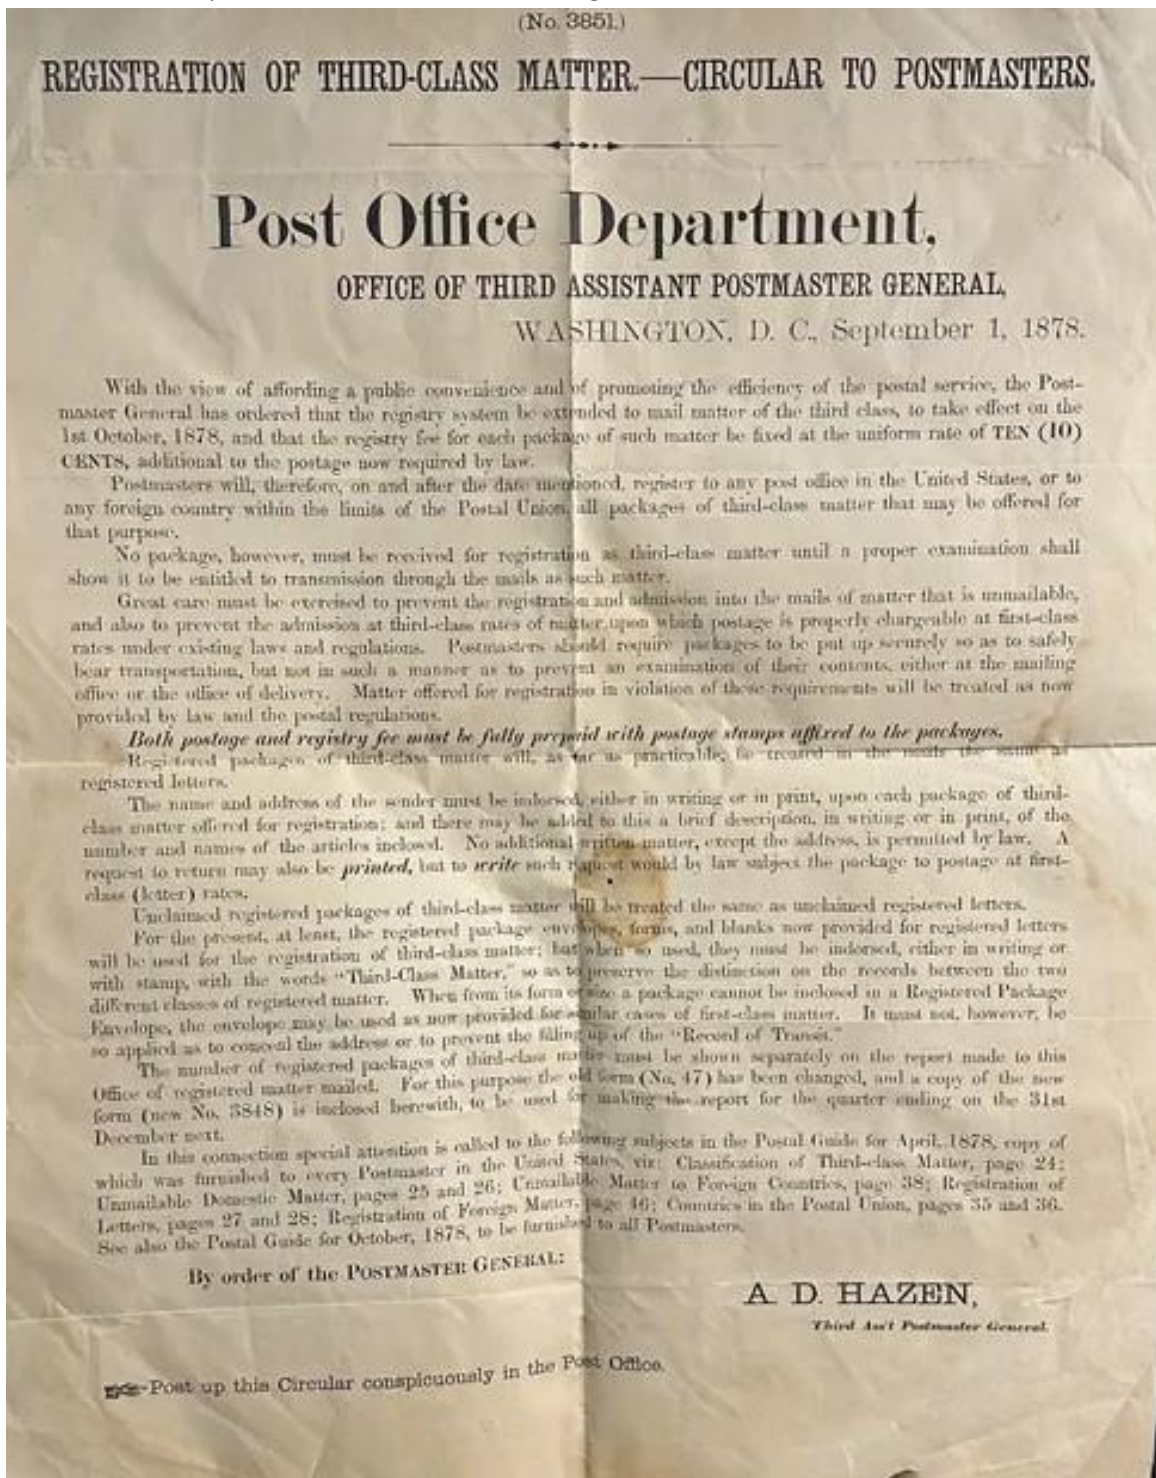 (No. 3851.)
REGISTRATION OF THIRD-CLASS MATTER.—CIRCULAR TO POSTMASTERS.
Post Office Department,
OFFICE OF THIRD ASSISTANT POSTMASTER GENERAL,
WASHINGTON, D. C., September 1, 1878.
With the view of affording a public convenience and of promoting the efficiency of the postal service, the Post-
master General has ordered that the registry system be extended to mail matter of the third class, to take effect on the
1st October, 1878, and that the registry fee for each package of such matter be fixed at the uniform rate of TEN (10)
CENTS, additional to the postage now required by law.
Postmasters will, therefore, on and after the date mentioned, register to any post office in the United States, or to
any foreign country within the limits of the Postal Union, all packages of third-class matter that may be offered for
that purpose.
No package, however, must be received for registration as third-class matter until a proper examination shall
show it to be entitled to transmission through the mails as such matter.
Great care must be exercised to prevent the registration and admission into the mails of matter that is unmailable,
and also to prevent the admission at third-class rates of matter upon which postage is properly chargeable at first-class
rates under existing laws and regulations. Postmasters should require packages to be put up securely so as to safely
bear transportation, but not in such a manner as to prevent an examination of their contents, either at the mailing
office or the office of delivery. Matter offered for registration in violation of these requirements will be treated as now
provided by law and the postal regulations.
Both postage and registry fee must be fully prepaid with postage stamps affixed to the packages.
Registered packages of third-class matter will, as far as practicable, be treated in the mails the same as
registered letters.
The name and address of the sender must be indorsed, either in writing or in print, upon each package of third-
class matter offered for registration; and there may be added to this a brief description, in writing or in print, of the
number and names of the articles inclosed. No additional written matter, except the address, is permitted by law. A
request to return may also be printed, but to write such request would by law subject the package to postage at first-
class (letter) rates.
Unclaimed registered packages of third-class matter will be treated the same as unclaimed registered letters.
For the present, at least, the registered package envelopes, forms, and blanks now provided for registered letters
will be used for the registration of third-class matter; but when so used, they must be indorsed, either in writing or
with stamp, with the words "Third-Class Matter," so as to preserve the distinction on the records between the two
different classes of registered matter. When from its form or size a package cannot be inclosed in a Registered Package
Envelope, the envelope may be used as now provided for similar cases of first-class matter. It must not, however, be
so applied as to conceal the address or to prevent the filling up of the "Record of Transit."
The number of registered packages of third-class matter must be shown separately on the report made to this
Office of registered matter mailed. For this purpose the old form (No. 47) has been changed, and a copy of the new
form (new No. 3848) is inclosed herewith, to be used for making the report for the quarter ending on the 31st
December next.
In this connection special attention is called to the following subjects in the Postal Guide for April, 1878, copy of
which was furnished to every Postmaster in the United States, viz: Classification of Third-class Matter, page 24;
Unmailable Domestic Matter, pages 25 and 26; Unmailable Matter to Foreign Countries, page 38; Registration of
Letters, pages 27 and 28; Registration of Foreign Matter, page 46; Countries in the Postal Union, pages 35 and 36.
See also the Postal Guide for October, 1878, to be furnished to all Postmasters.
By order of the POSTMASTER GENERAL:
A. D. HAZEN,
Third Ass't Postmaster General.
Post up this Circular conspicuously in the Post Office.